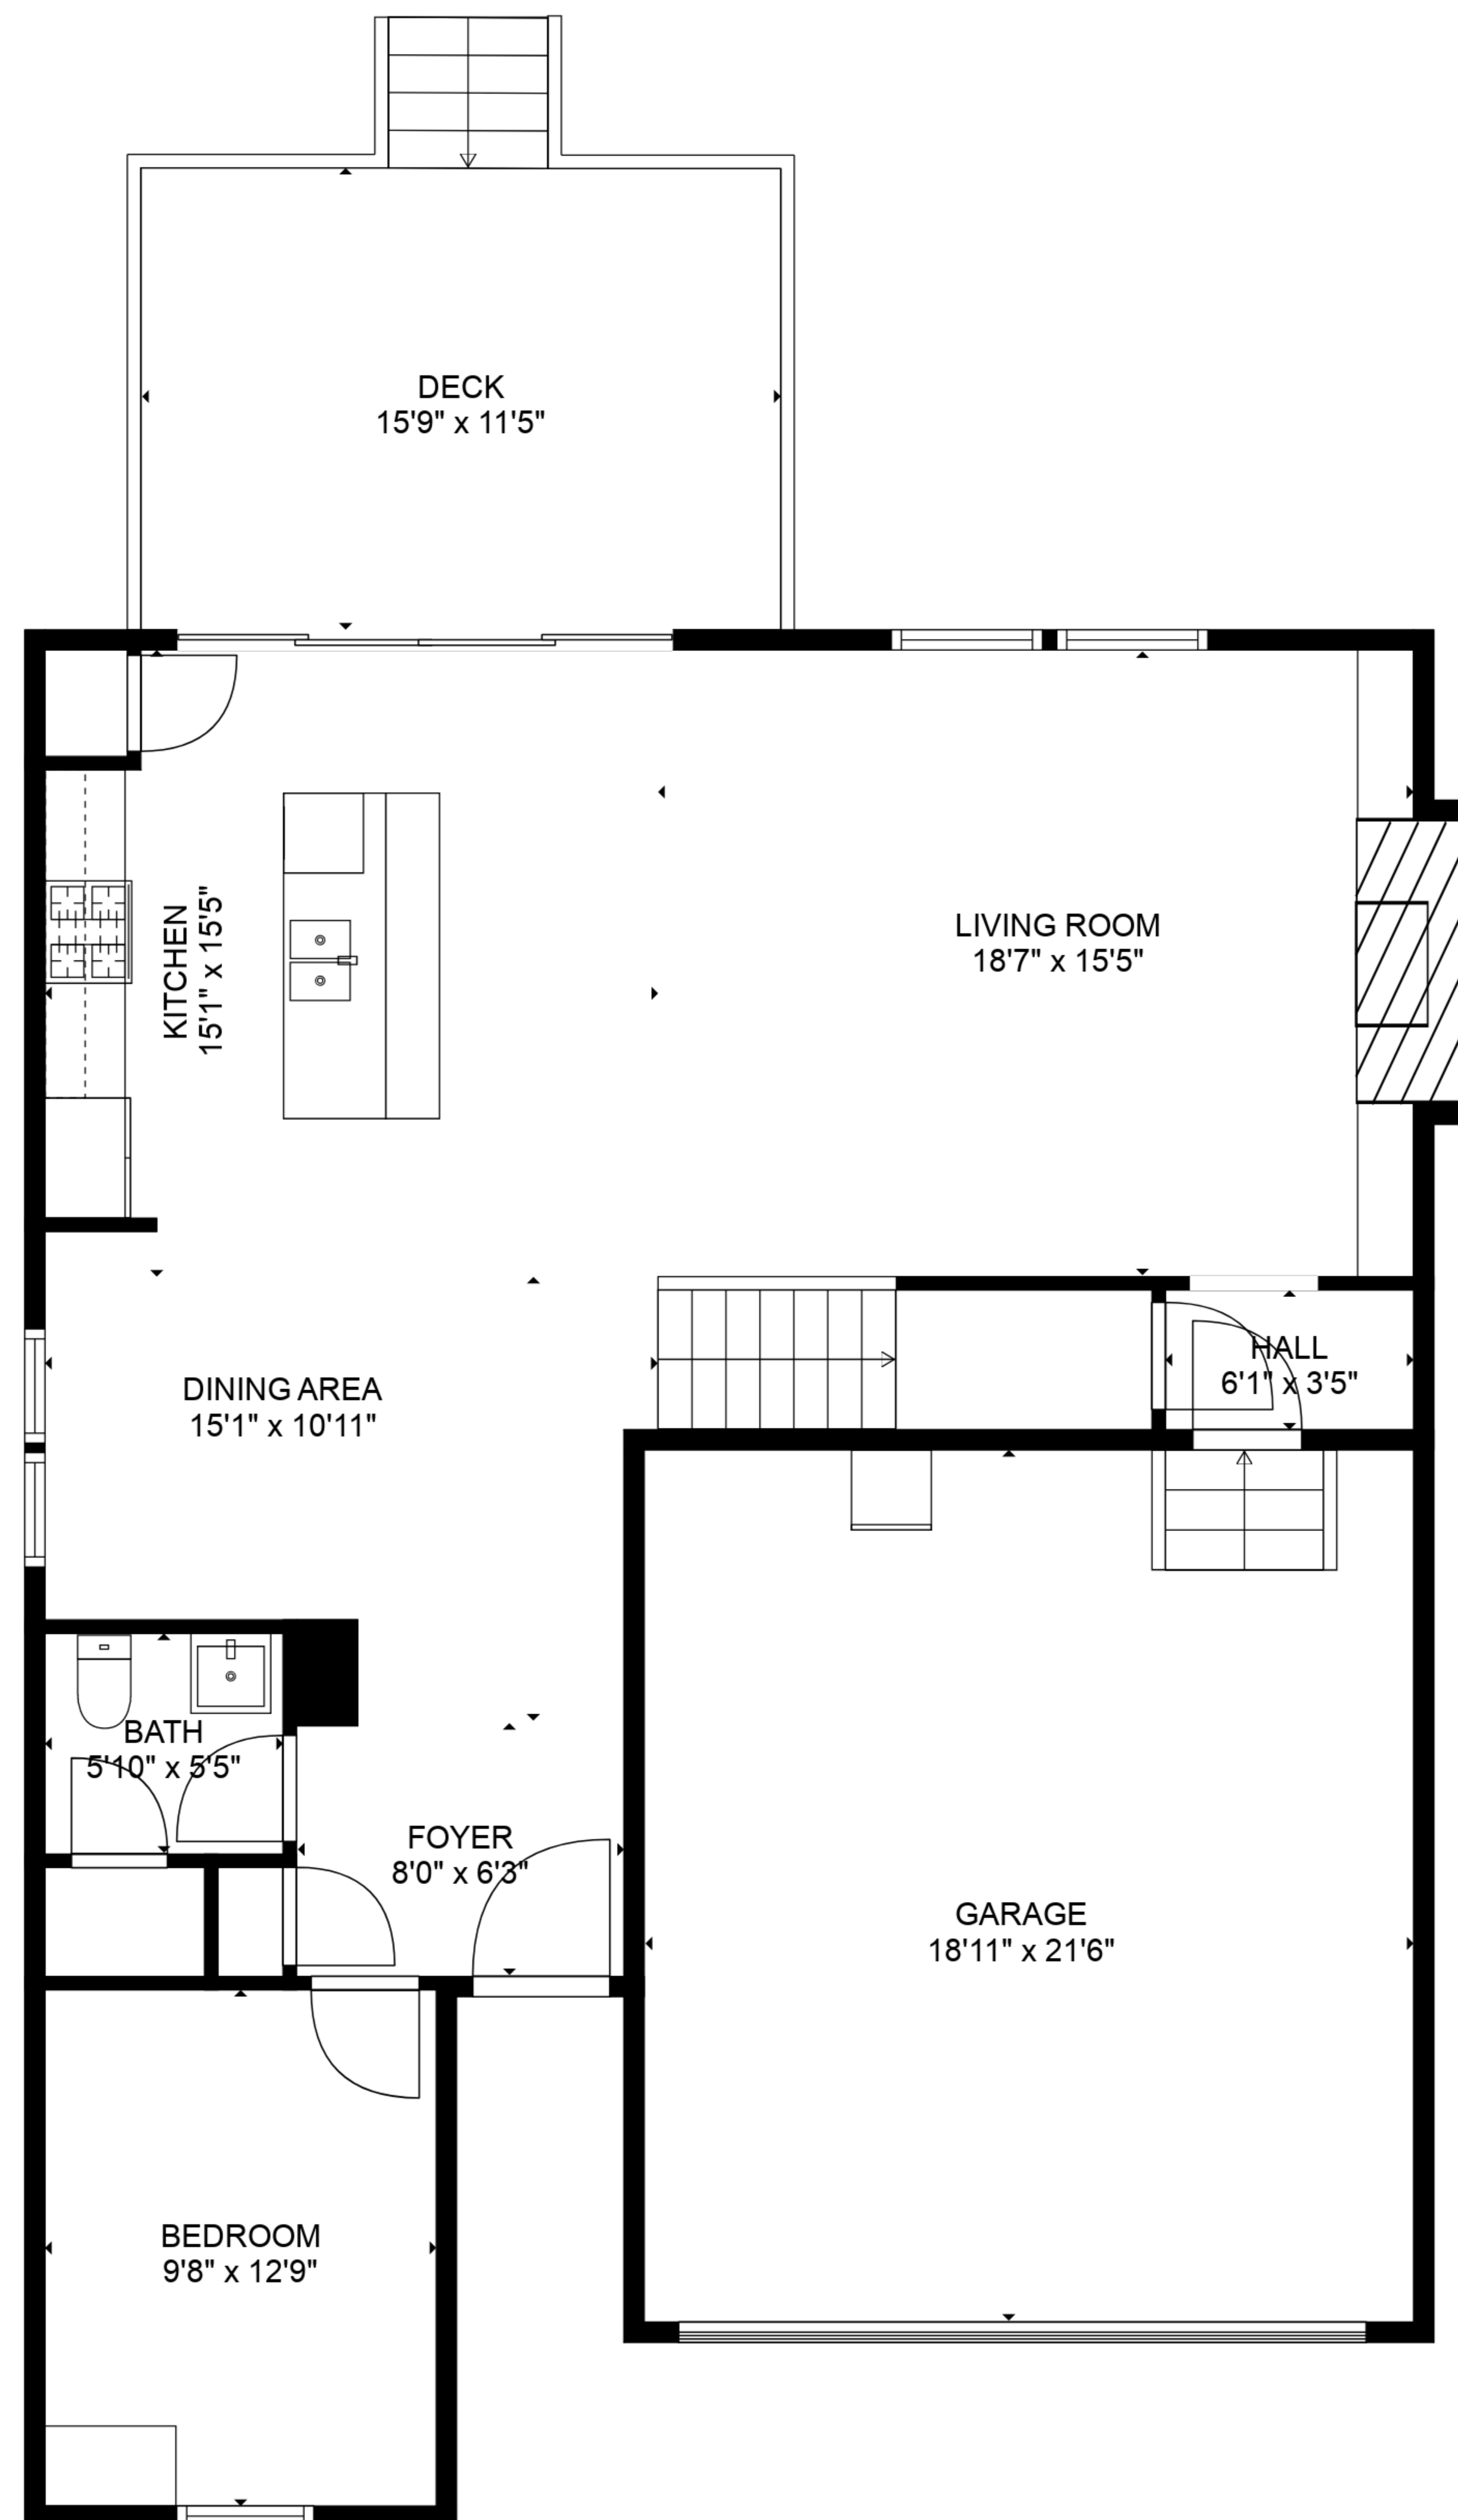 DECK
15'9" x 11'5"
KITCHEN
15'1" x 15'5"
LIVING ROOM
18'7" x 15'5"
HALL
6'1" x 3'5"
DINING AREA
15'1" x 10'11"
BATH
5'10" x 5'5"
FOYER
8'0" x 6'3"
GARAGE
18'11" x 21'6"
BEDROOM
9'8" x 12'9"